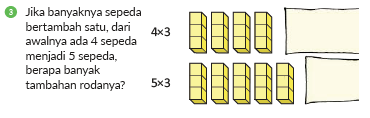 3 Jika banyaknya sepeda
bertambah satu, dari
awalnya ada 4 sepeda
menjadi 5 sepeda,
berapa banyak
tambahan rodanya?
4×3
5×3